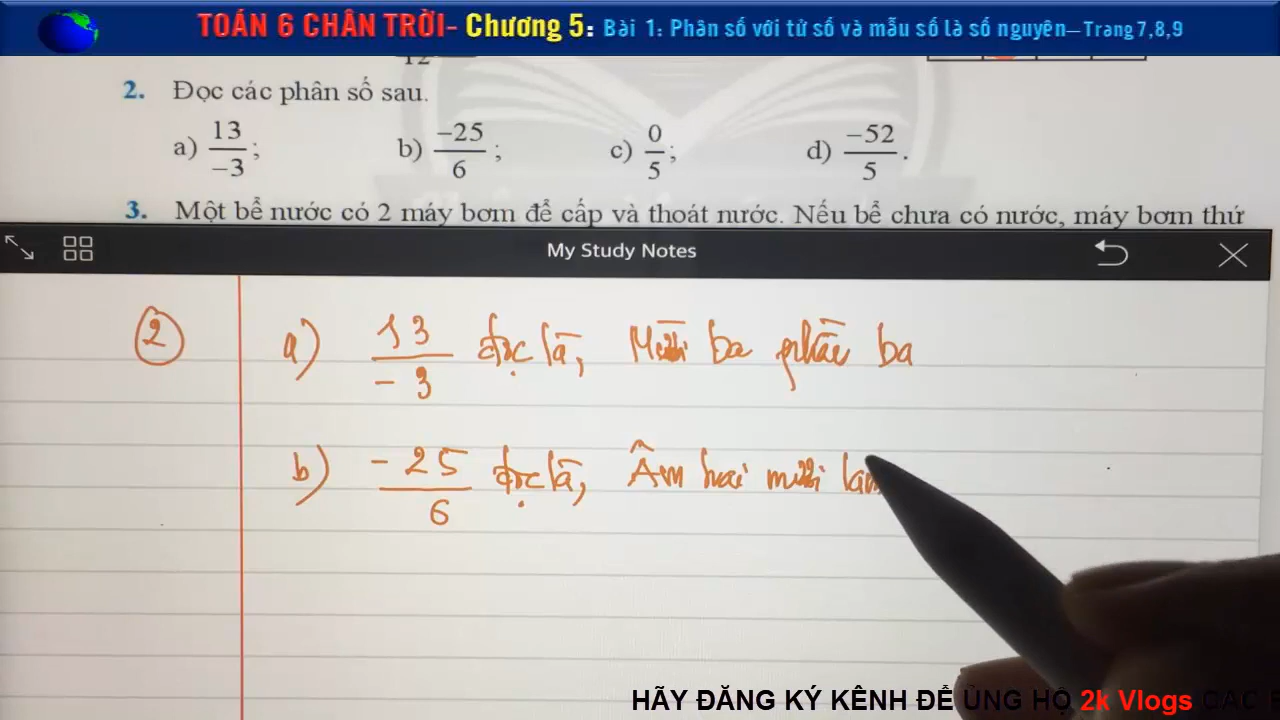 TOÁN 6 CHÂN TRỜI- Chương 5: Bài 1: Phân số với tử số và mẫu số là số nguyên–Trang 7,8,9
12
2. Đọc các phân số sau.
a) 13/-3; b) -25/6; c) 0/5; d) -52/5.
3. Một bể nước có 2 máy bơm để cấp và thoát nước. Nếu bể chưa có nước, máy bơm thứ
My Study Notes
2 a) 13/-3 đọc là, Mười ba phần ba
b) -25/6 đọc là, Âm hai mươi lăm
HÃY ĐĂNG KÝ KÊNH ĐỂ ỦNG HỘ 2k Vlogs CÁC